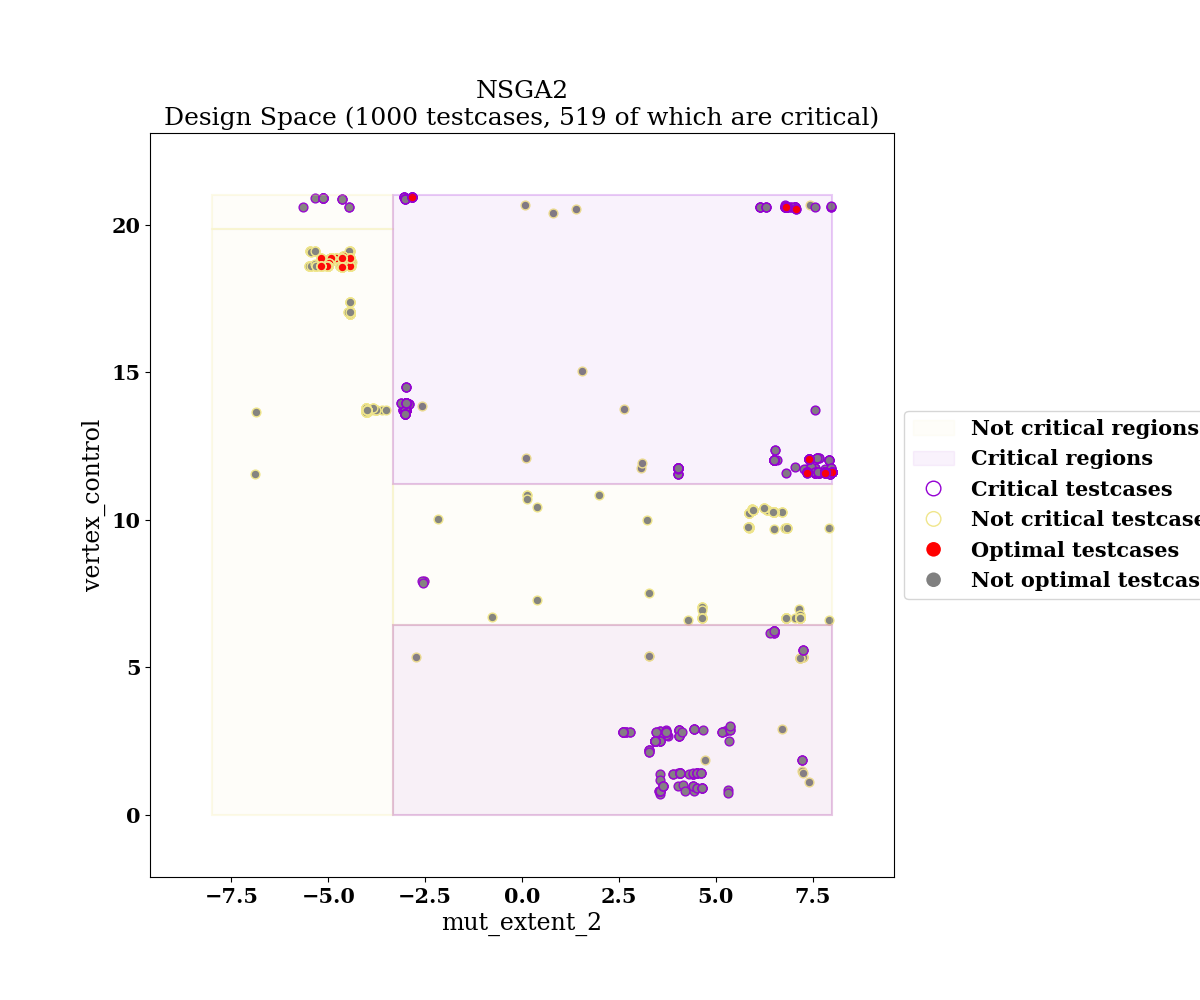 NSGA2
Design Space (1000 testcases, 519 of which are critical)
20
15
10
5
0
vertex_control
−7.5 −5.0 −2.5 0.0 2.5 5.0 7.5
mut_extent_2
Not critical regions
Critical regions
Critical testcases
Not critical testcase
Optimal testcases
Not optimal testcas